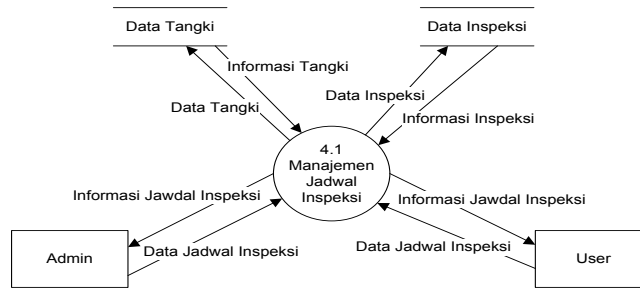 Data Tangki
Data Inspeksi
Informasi Tangki
Data Tangki
Data Inspeksi
Informasi Inspeksi
4.1
Manajemen
Jadwal
Inspeksi
Informasi Jawdal Inspeksi
Informasi Jawdal Inspeksi
Data Jadwal Inspeksi
Data Jadwal Inspeksi
Admin
User